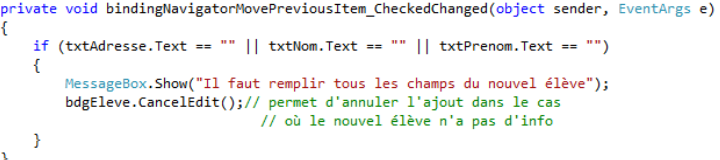 private void bindingNavigatorMovePreviousItem_CheckedChanged(object sender, EventArgs e)
{
if (txtAdresse.Text == "" || txtNom.Text == "" || txtPrenom.Text == "")
{
MessageBox.Show("Il faut remplir tous les champs du nouvel élève");
bdgEleve.CancelEdit();// permet d'annuler l'ajout dans le cas
// où le nouvel élève n'a pas d'info
}
}